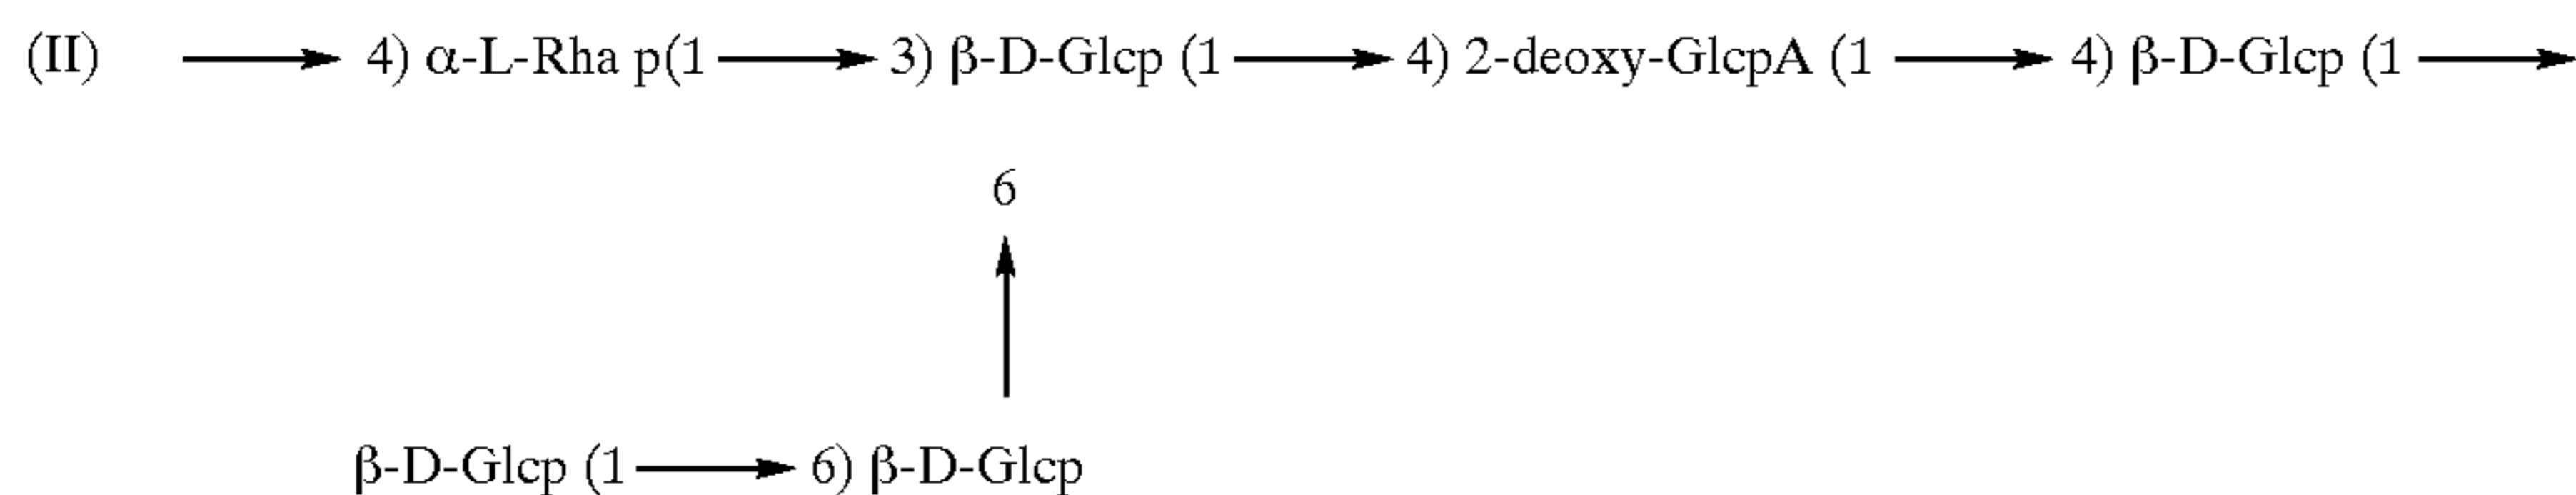 (II) ⟶ 4) α-L-Rha p(1 ⟶ 3) β-D-Glcp (1 ⟶ 4) 2-deoxy-GlcpA (1 ⟶ 4) β-D-Glcp (1 ⟶
6
β-D-Glcp (1 ⟶ 6) β-D-Glcp